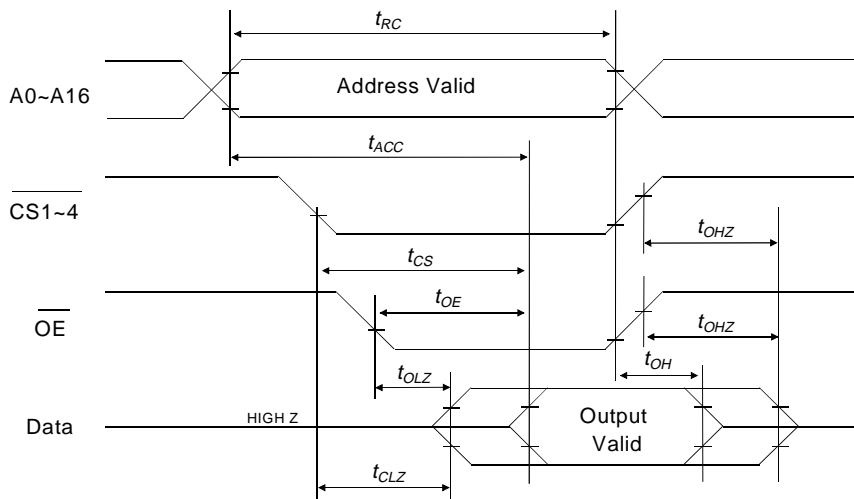 tRC
A0~A16
Address Valid
tACC
CS1~4
tOHZ
tCS
tOE
OE
tOHZ
tOH
tOLZ
Data
HIGH Z
Output
Valid
tCLZ